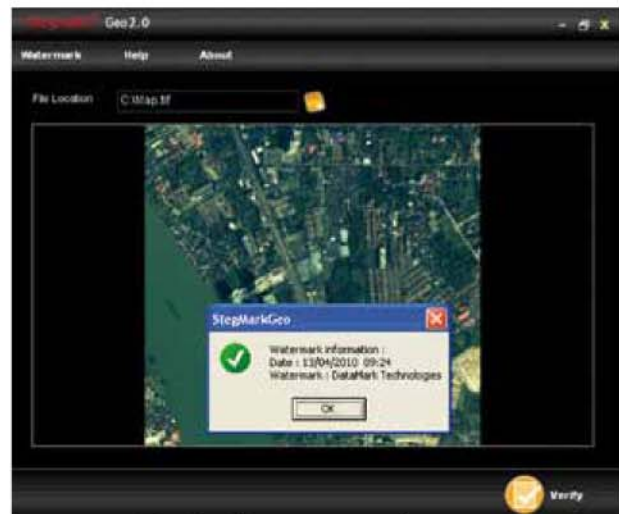 StegMark Geo 2.0
Watermark Help About
File Location C:\Map.tif
StegMarkGeo
Watermark information :
Date : 13/04/2010 09:24
Watermark : DataMark Technologies
OK
Verify